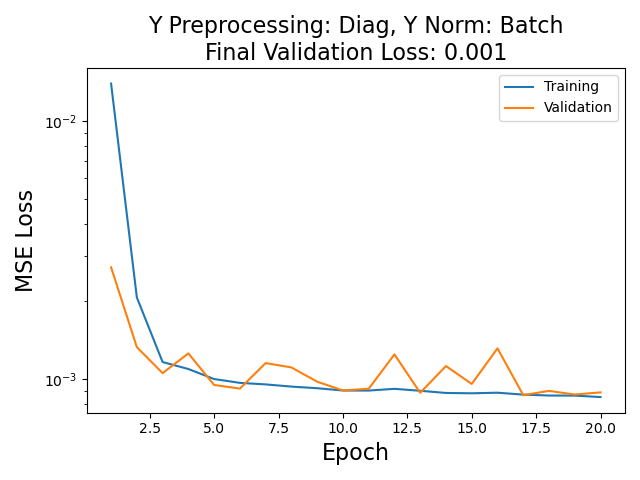 Y Preprocessing: Diag, Y Norm: Batch
Final Validation Loss: 0.001
Training
Validation
10⁻²
10⁻³
MSE Loss
2.5 5.0 7.5 10.0 12.5 15.0 17.5 20.0
Epoch